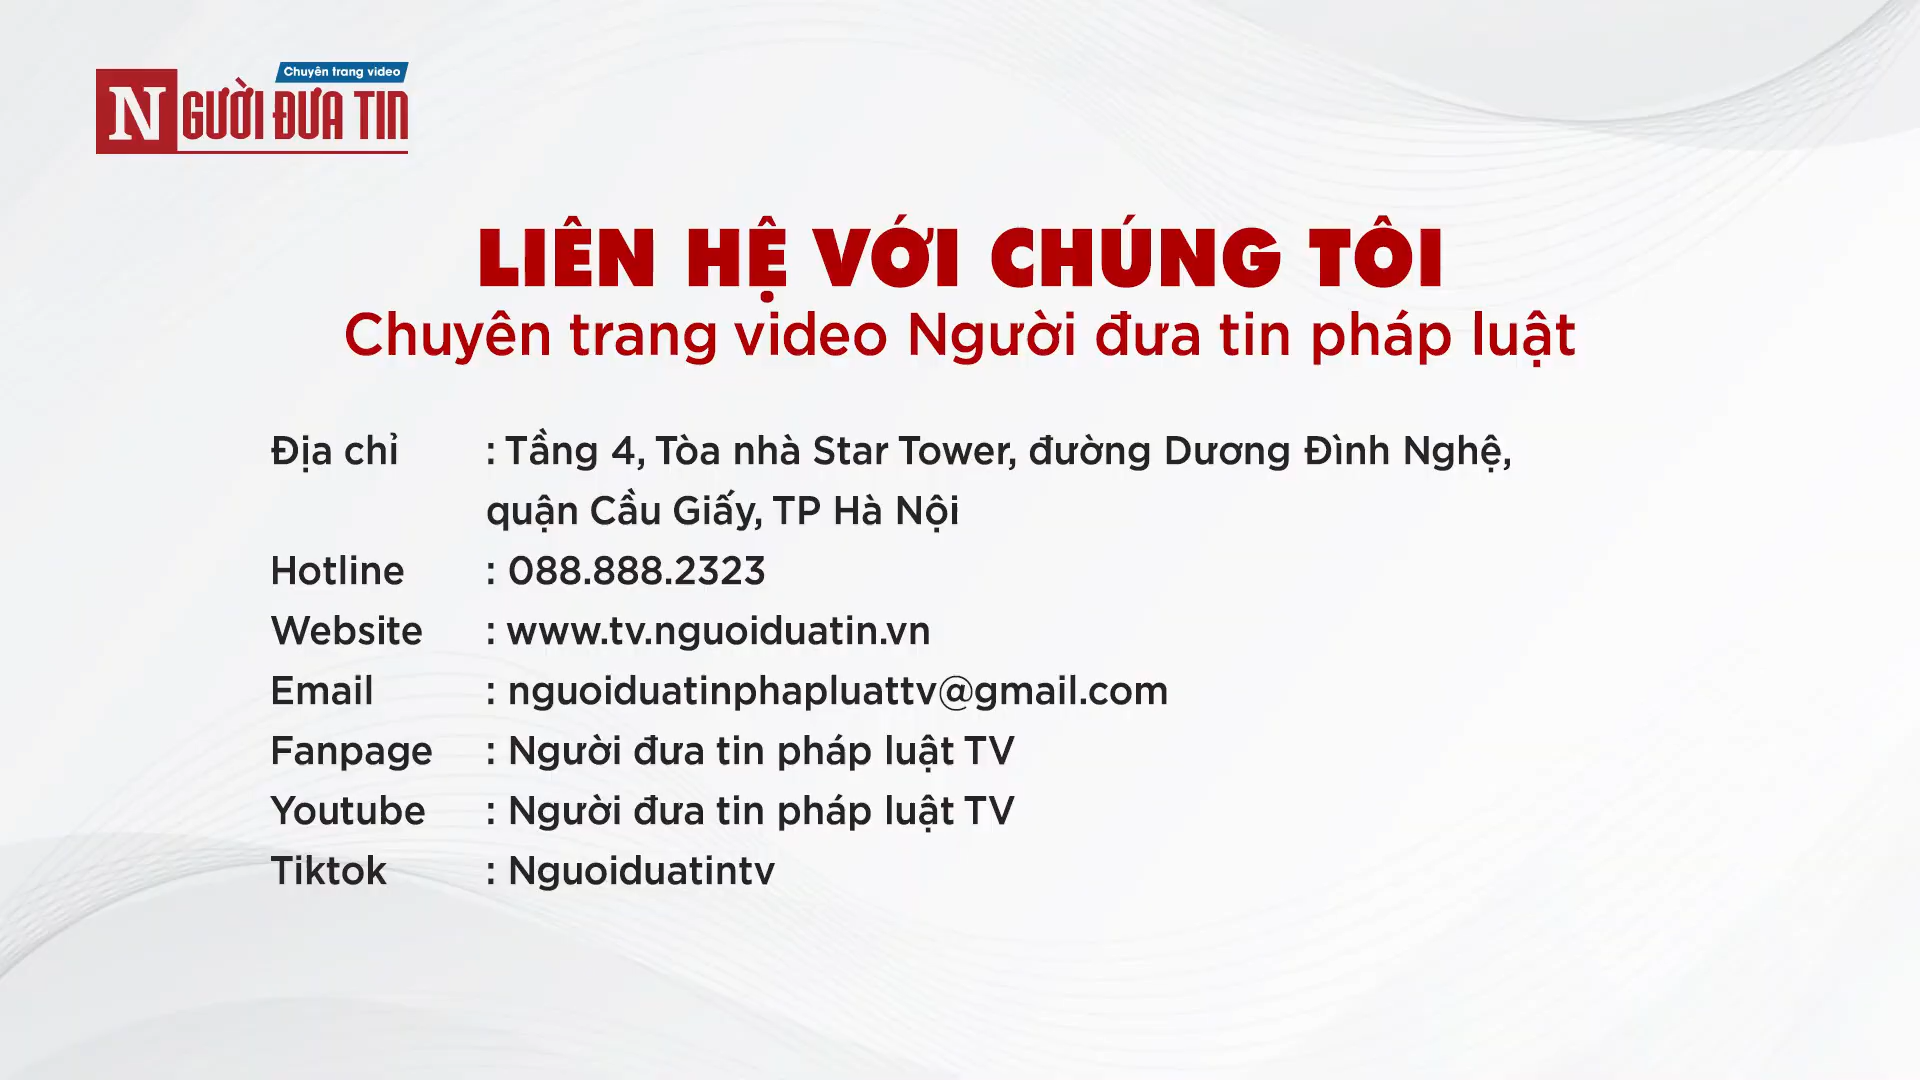 Chuyên trang video
NGƯỜI ĐƯA TIN
LIÊN HỆ VỚI CHÚNG TÔI
Chuyên trang video Người đưa tin pháp luật
Địa chỉ : Tầng 4, Tòa nhà Star Tower, đường Dương Đình Nghệ,
quận Cầu Giấy, TP Hà Nội
Hotline : 088.888.2323
Website : www.tv.nguoiduatin.vn
Email : nguoiduatinphapluattv@gmail.com
Fanpage : Người đưa tin pháp luật TV
Youtube : Người đưa tin pháp luật TV
Tiktok : Nguoiduatintv